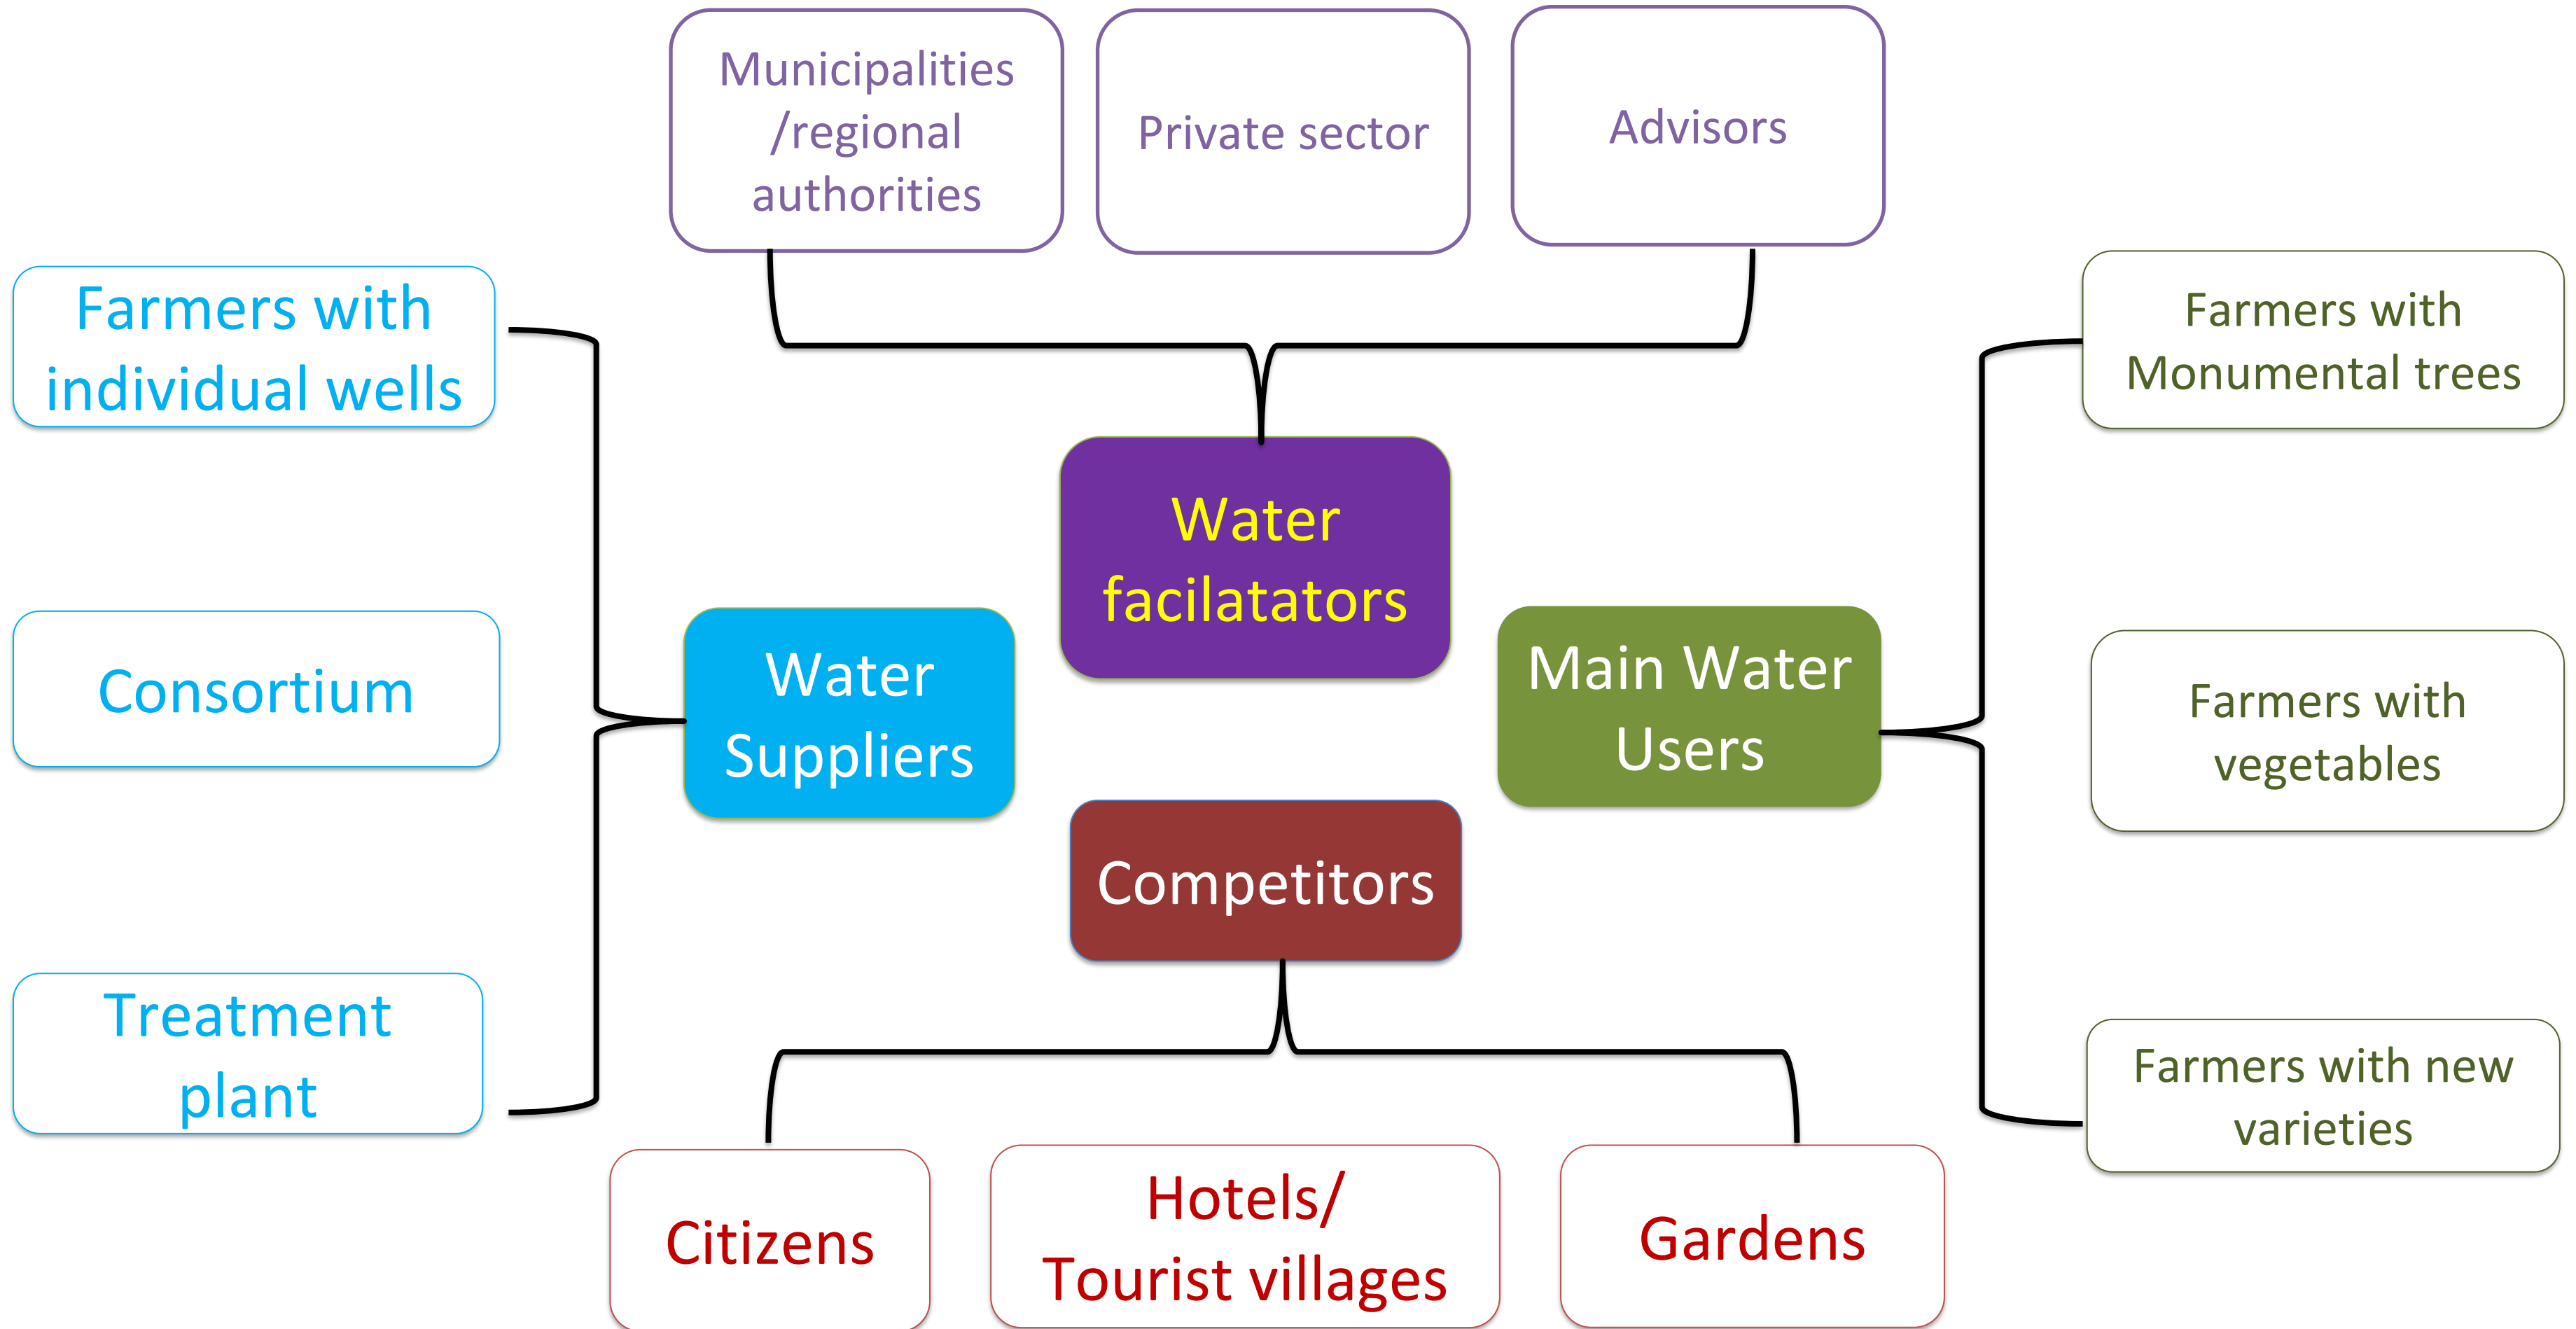 Municipalities
/regional
authorities
Private sector
Advisors
Farmers with
individual wells
Farmers with
Monumental trees
Water
facilatators
Consortium
Water
Suppliers
Main Water
Users
Farmers with
vegetables
Competitors
Treatment
plant
Farmers with new
varieties
Citizens
Hotels/
Tourist villages
Gardens